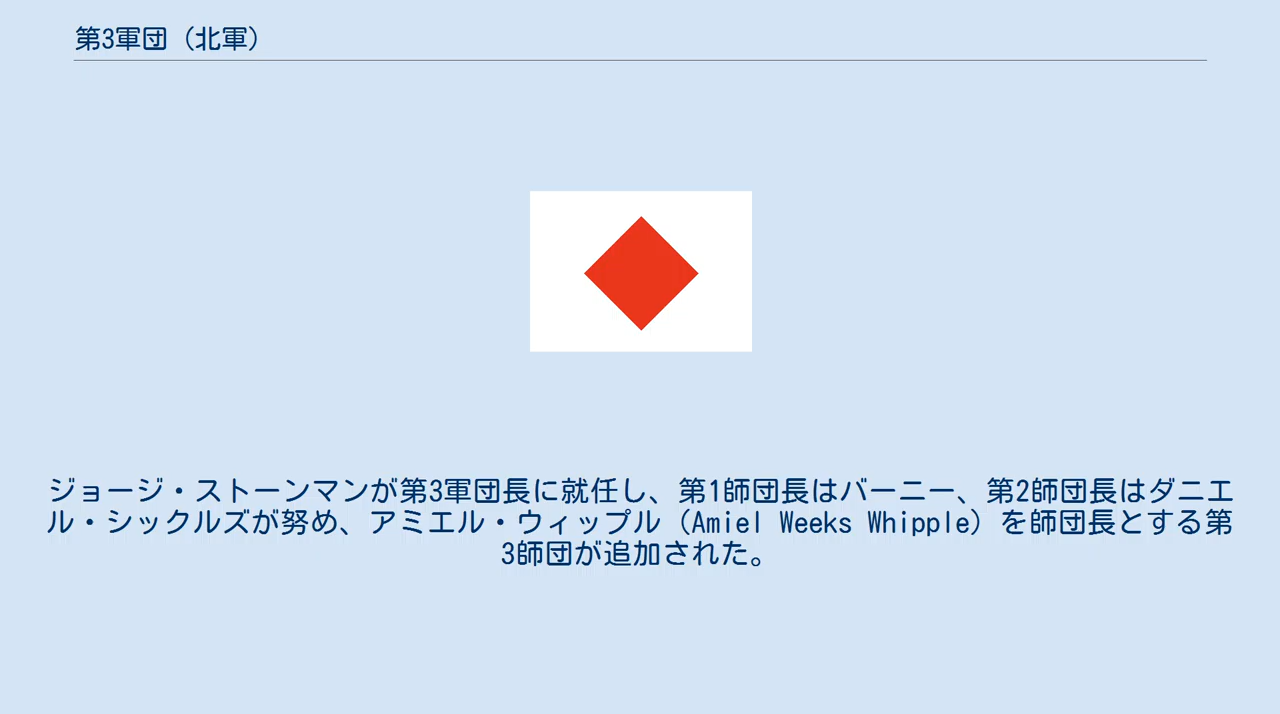 第3軍団（北軍）
ジョージ・ストーンマンが第3軍団長に就任し、第1師団長はバーニー、第2師団長はダニエ
ル・シックルズが努め、アミエル・ウィップル（Amiel Weeks Whipple）を師団長とする第
3師団が追加された。